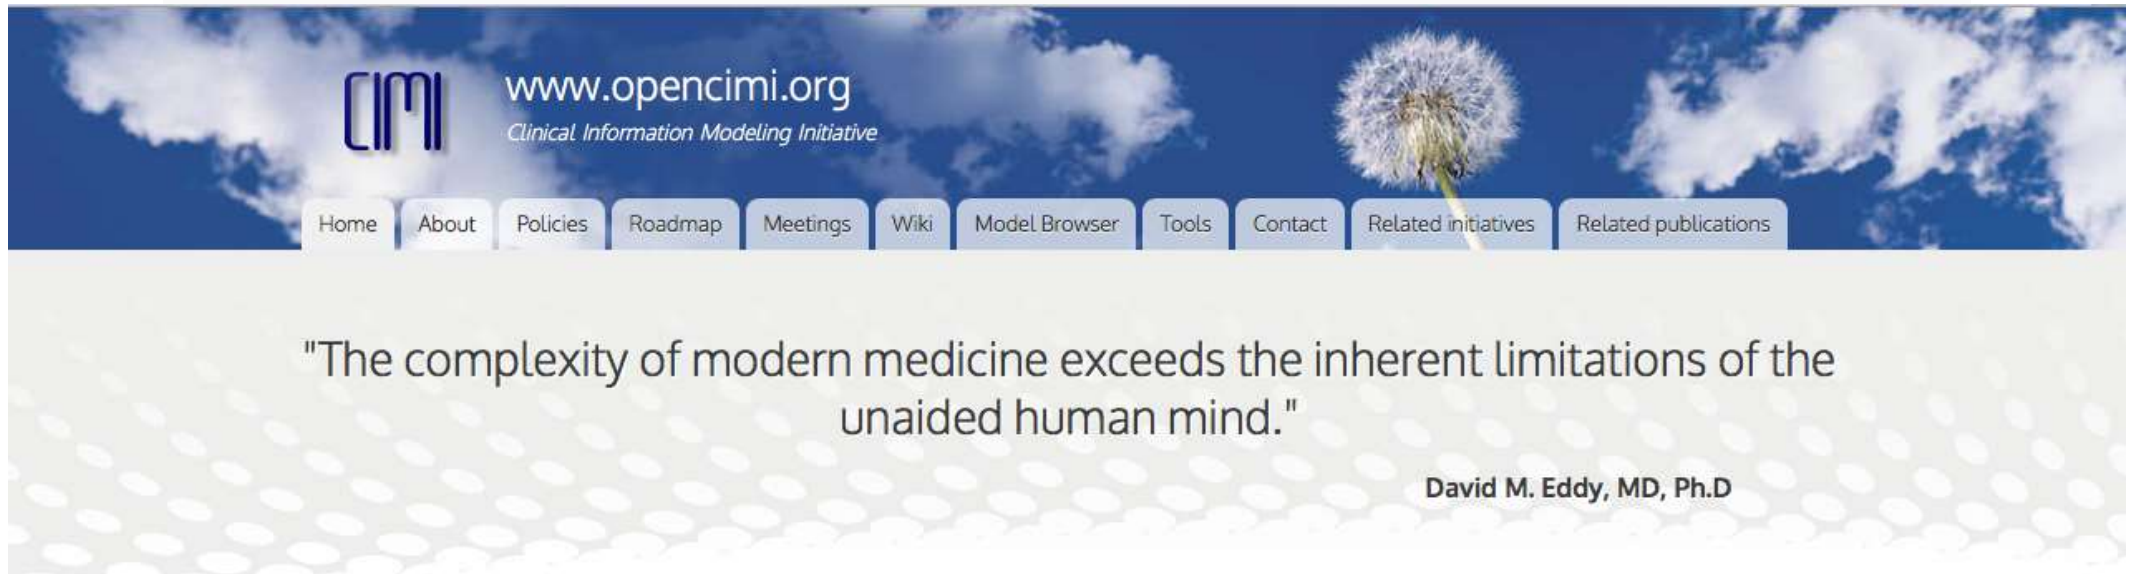 CIMI
www.opencimi.org
Clinical Information Modeling Initiative
Home About Policies Roadmap Meetings Wiki Model Browser Tools Contact Related initiatives Related publications
"The complexity of modern medicine exceeds the inherent limitations of the
unaided human mind."
David M. Eddy, MD, Ph.D